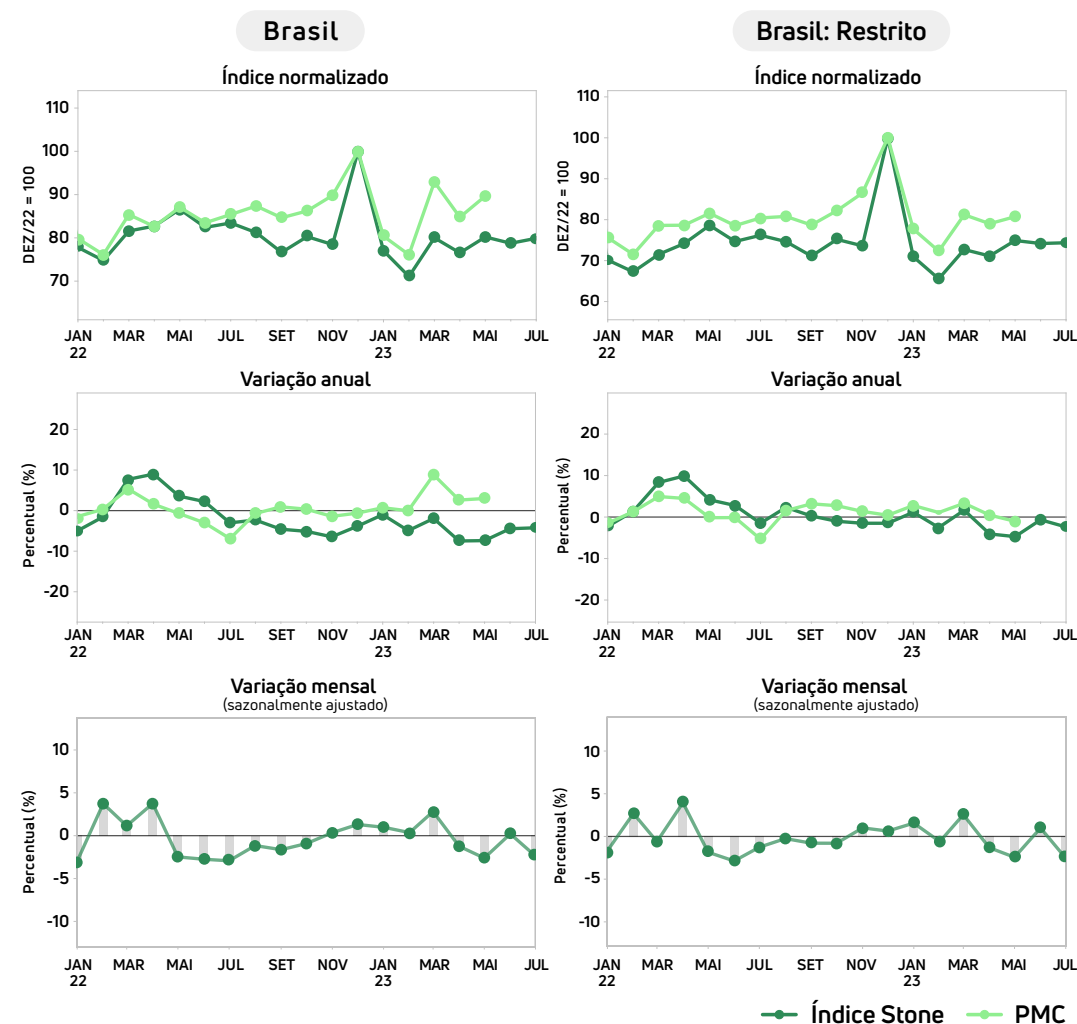 Brasil
Índice normalizado
DEZ/22 = 100
110
100
90
80
70
JAN 22 MAR MAI JUL SET NOV JAN 23 MAR MAI JUL
Variação anual
Percentual (%)
20
10
0
-10
-20
JAN 22 MAR MAI JUL SET NOV JAN 23 MAR MAI JUL
Variação mensal
(sazonalmente ajustado)
Percentual (%)
10
5
0
-5
-10
JAN 22 MAR MAI JUL SET NOV JAN 23 MAR MAI JUL
Brasil: Restrito
Índice normalizado
DEZ/22 = 100
110
100
90
80
70
60
JAN 22 MAR MAI JUL SET NOV JAN 23 MAR MAI JUL
Variação anual
Percentual (%)
20
10
0
-10
-20
JAN 22 MAR MAI JUL SET NOV JAN 23 MAR MAI JUL
Variação mensal
(sazonalmente ajustado)
Percentual (%)
10
5
0
-5
-10
JAN 22 MAR MAI JUL SET NOV JAN 23 MAR MAI JUL
Índice Stone PMC